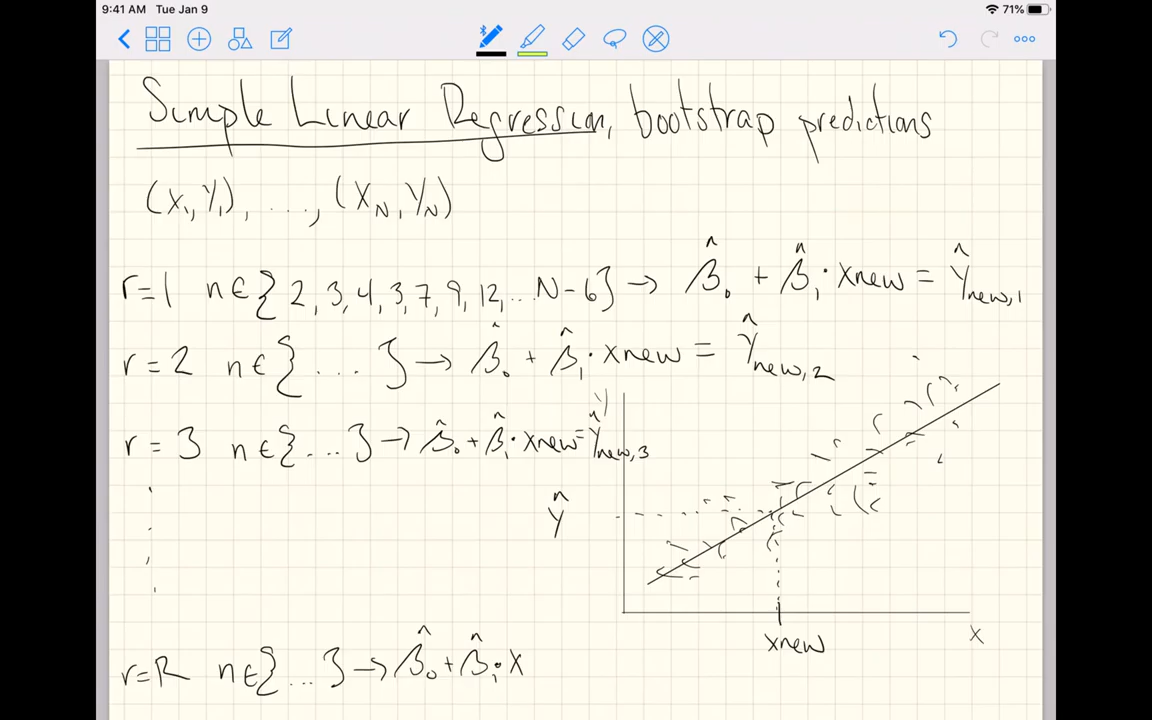 9:41 AM Tue Jan 9
71%
Simple Linear Regression, bootstrap predictions
(X₁,Y₁), ..., (X_N,Y_N)
r=1 n∈{2,3,4,3,7,9,12,...N-6} → β̂₀ + β̂₁·xnew = Ŷnew,1
r=2 n∈{...} → β̂₀ + β̂₁·xnew = Ŷnew,2
r=3 n∈{...} → β̂₀ + β̂₁·xnew = Ŷnew,3
y
Ŷ
xnew
x
r=R n∈{...} → β̂₀ + β̂₁·X